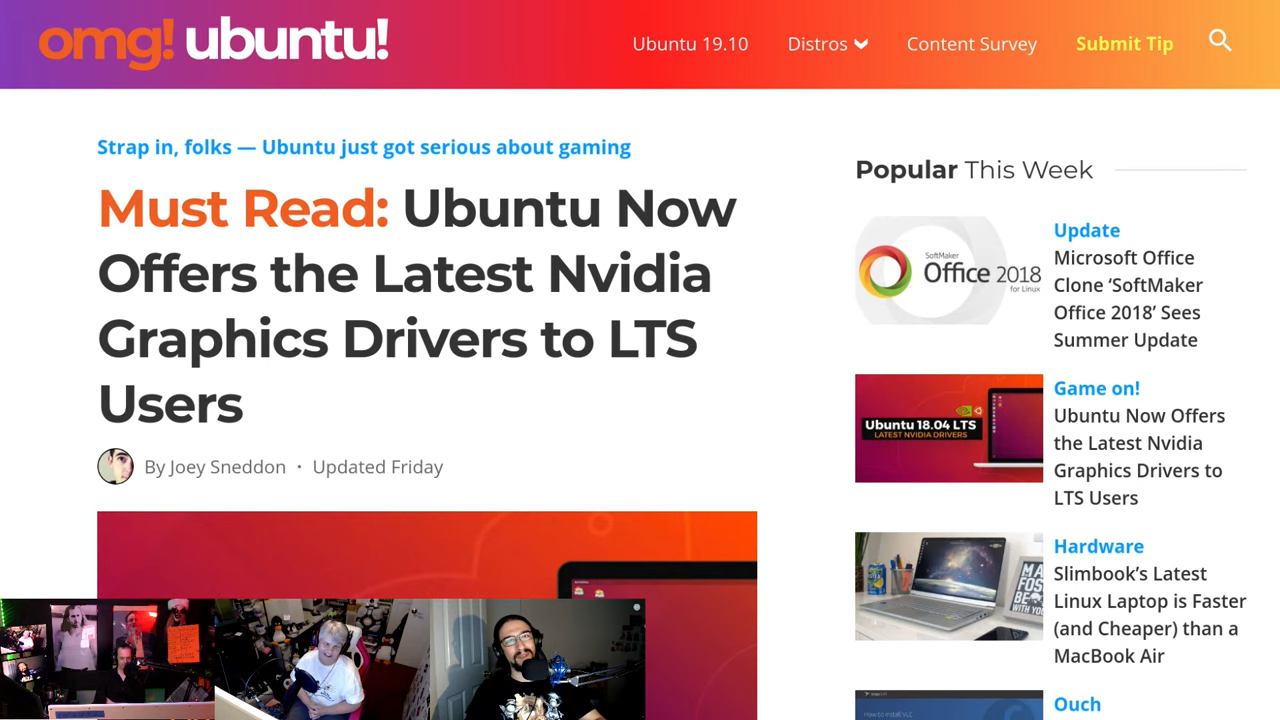 omg! ubuntu!
Ubuntu 19.10
Distros
Content Survey
Submit Tip
Strap in, folks — Ubuntu just got serious about gaming
Must Read: Ubuntu Now
Offers the Latest Nvidia
Graphics Drivers to LTS
Users
By Joey Sneddon • Updated Friday
Popular This Week
SoftMaker
Office 2018
for Linux
Update
Microsoft Office
Clone ‘SoftMaker
Office 2018’ Sees
Summer Update
Ubuntu 18.04 LTS
LATEST NVIDIA DRIVERS
Game on!
Ubuntu Now Offers
the Latest Nvidia
Graphics Drivers to
LTS Users
Hardware
Slimbook’s Latest
Linux Laptop is Faster
(and Cheaper) than a
MacBook Air
How to install VLC
Ouch